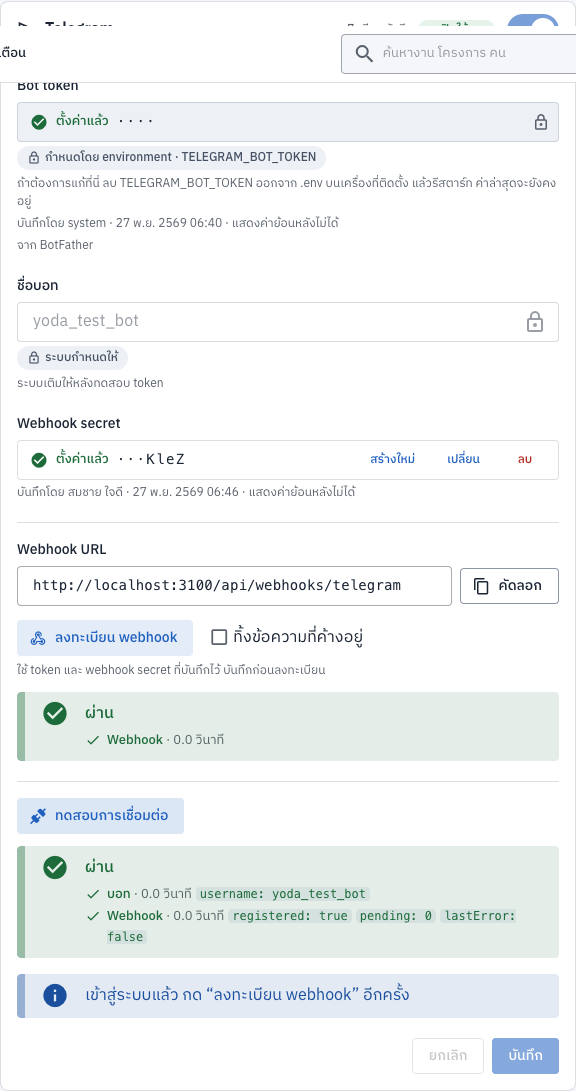 เตือน
ค้นหางาน โครงการ คน
Bot token
ตั้งค่าแล้ว ····
กำหนดโดย environment · TELEGRAM_BOT_TOKEN
ถ้าต้องการแก้ที่นี่ ลบ TELEGRAM_BOT_TOKEN ออกจาก .env บนเครื่องที่ติดตั้ง แล้วรีสตาร์ท ค่าล่าสุดจะยังคง
อยู่
บันทึกโดย system · 27 พ.ย. 2569 06:40 · แสดงค่าย้อนหลังไม่ได้
จาก BotFather
ชื่อบอท
yoda_test_bot
ระบบกำหนดให้
ระบบเติมให้หลังทดสอบ token
Webhook secret
ตั้งค่าแล้ว ···KleZ สร้างใหม่ เปลี่ยน ลบ
บันทึกโดย สมชาย ใจดี · 27 พ.ย. 2569 06:46 · แสดงค่าย้อนหลังไม่ได้
Webhook URL
http://localhost:3100/api/webhooks/telegram คัดลอก
ลงทะเบียน webhook ทิ้งข้อความที่ค้างอยู่
ใช้ token และ webhook secret ที่บันทึกไว้ บันทึกก่อนลงทะเบียน
ผ่าน
Webhook · 0.0 วินาที
ทดสอบการเชื่อมต่อ
ผ่าน
บอท · 0.0 วินาที username: yoda_test_bot
Webhook · 0.0 วินาที registered: true pending: 0 lastError:
false
เข้าสู่ระบบแล้ว กด “ลงทะเบียน webhook” อีกครั้ง
ยกเลิก บันทึก